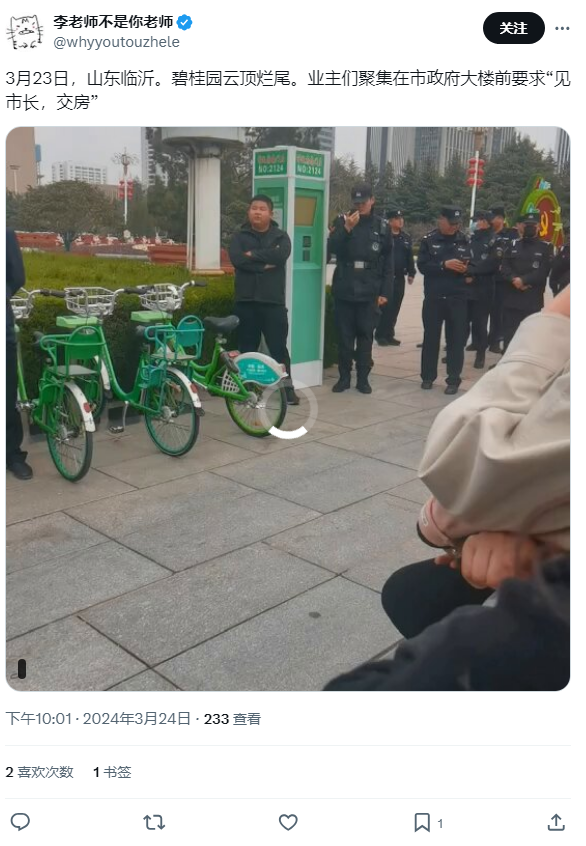 李老师不是你老师
@whyyoutouzhele
关注
3月23日，山东临沂。碧桂园云顶烂尾。业主们聚集在市政府大楼前要求“见
市长，交房”
NO:2124
NO:2124
下午10:01 · 2024年3月24日 · 233 查看
2 喜欢次数 1 书签
1